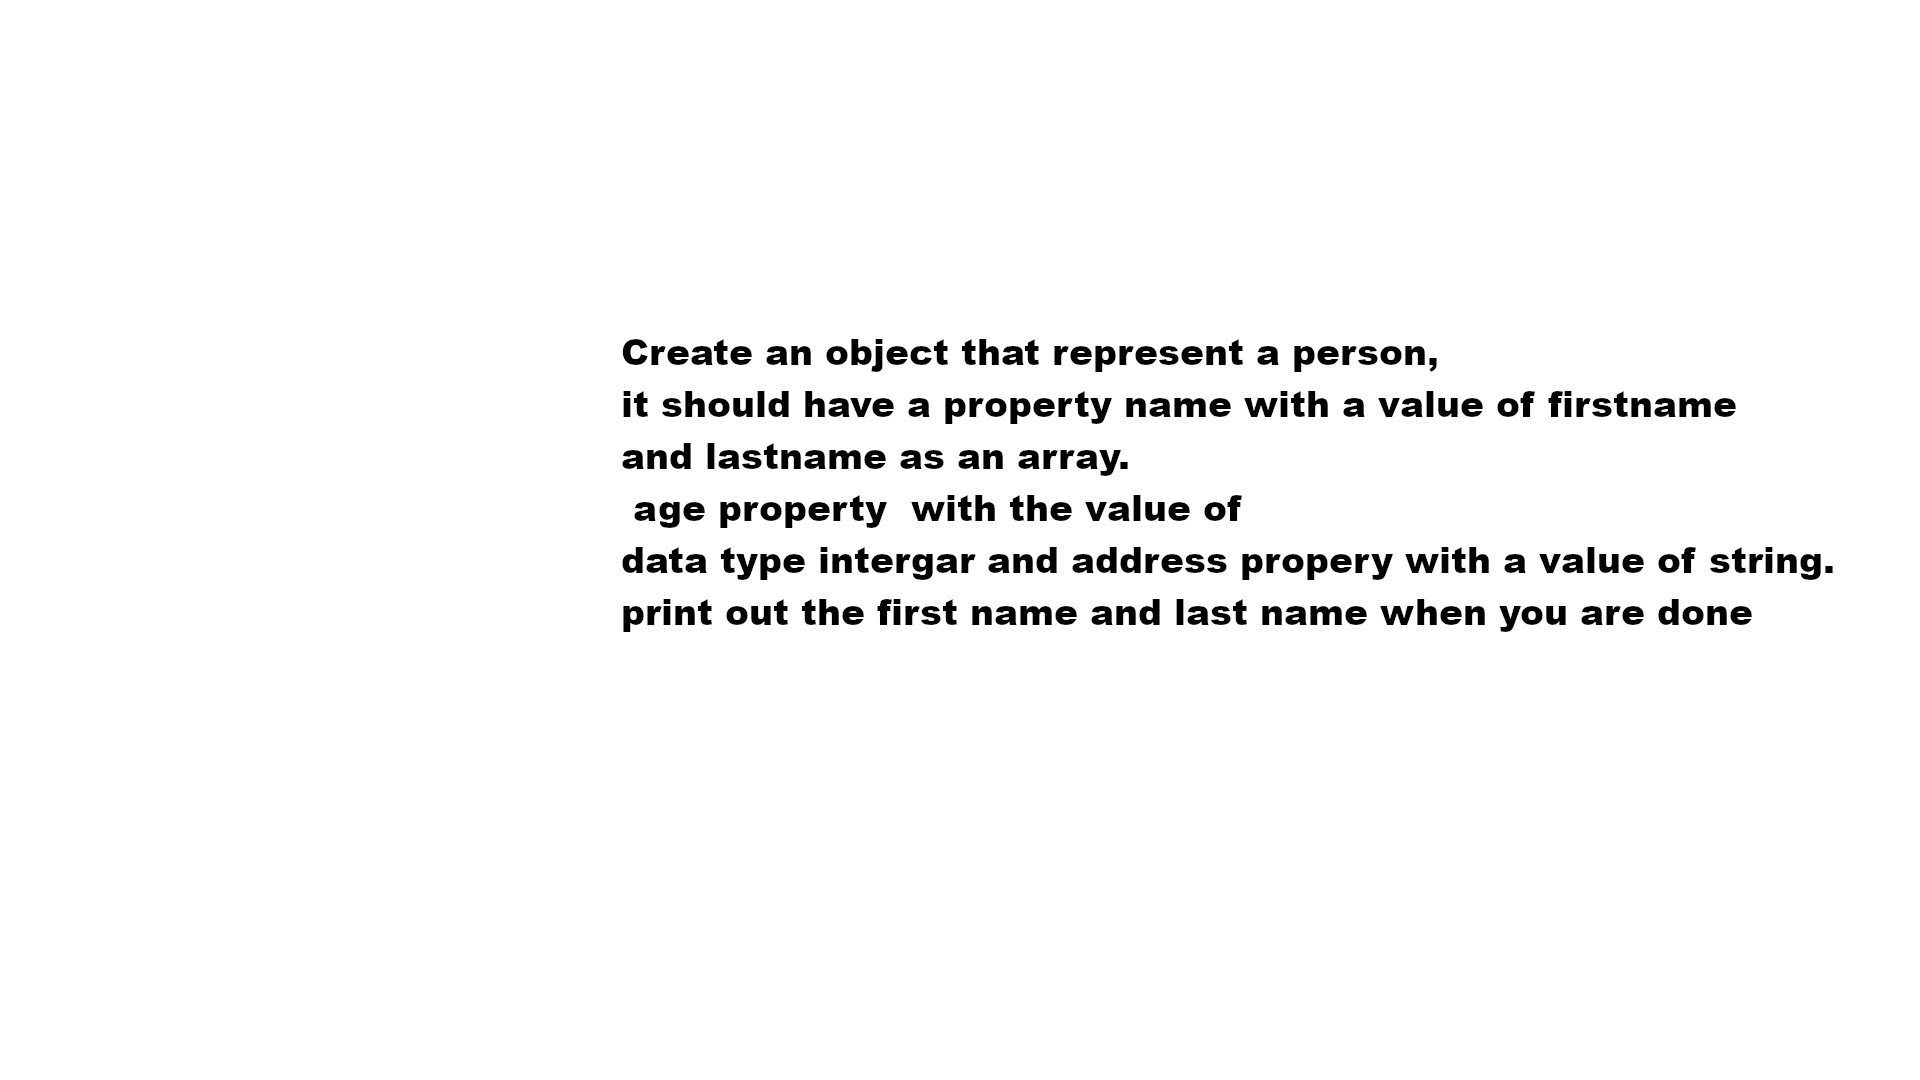 Create an object that represent a person,
it should have a property name with a value of firstname
and lastname as an array.
age property  with the value of
data type intergar and address propery with a value of string.
print out the first name and last name when you are done